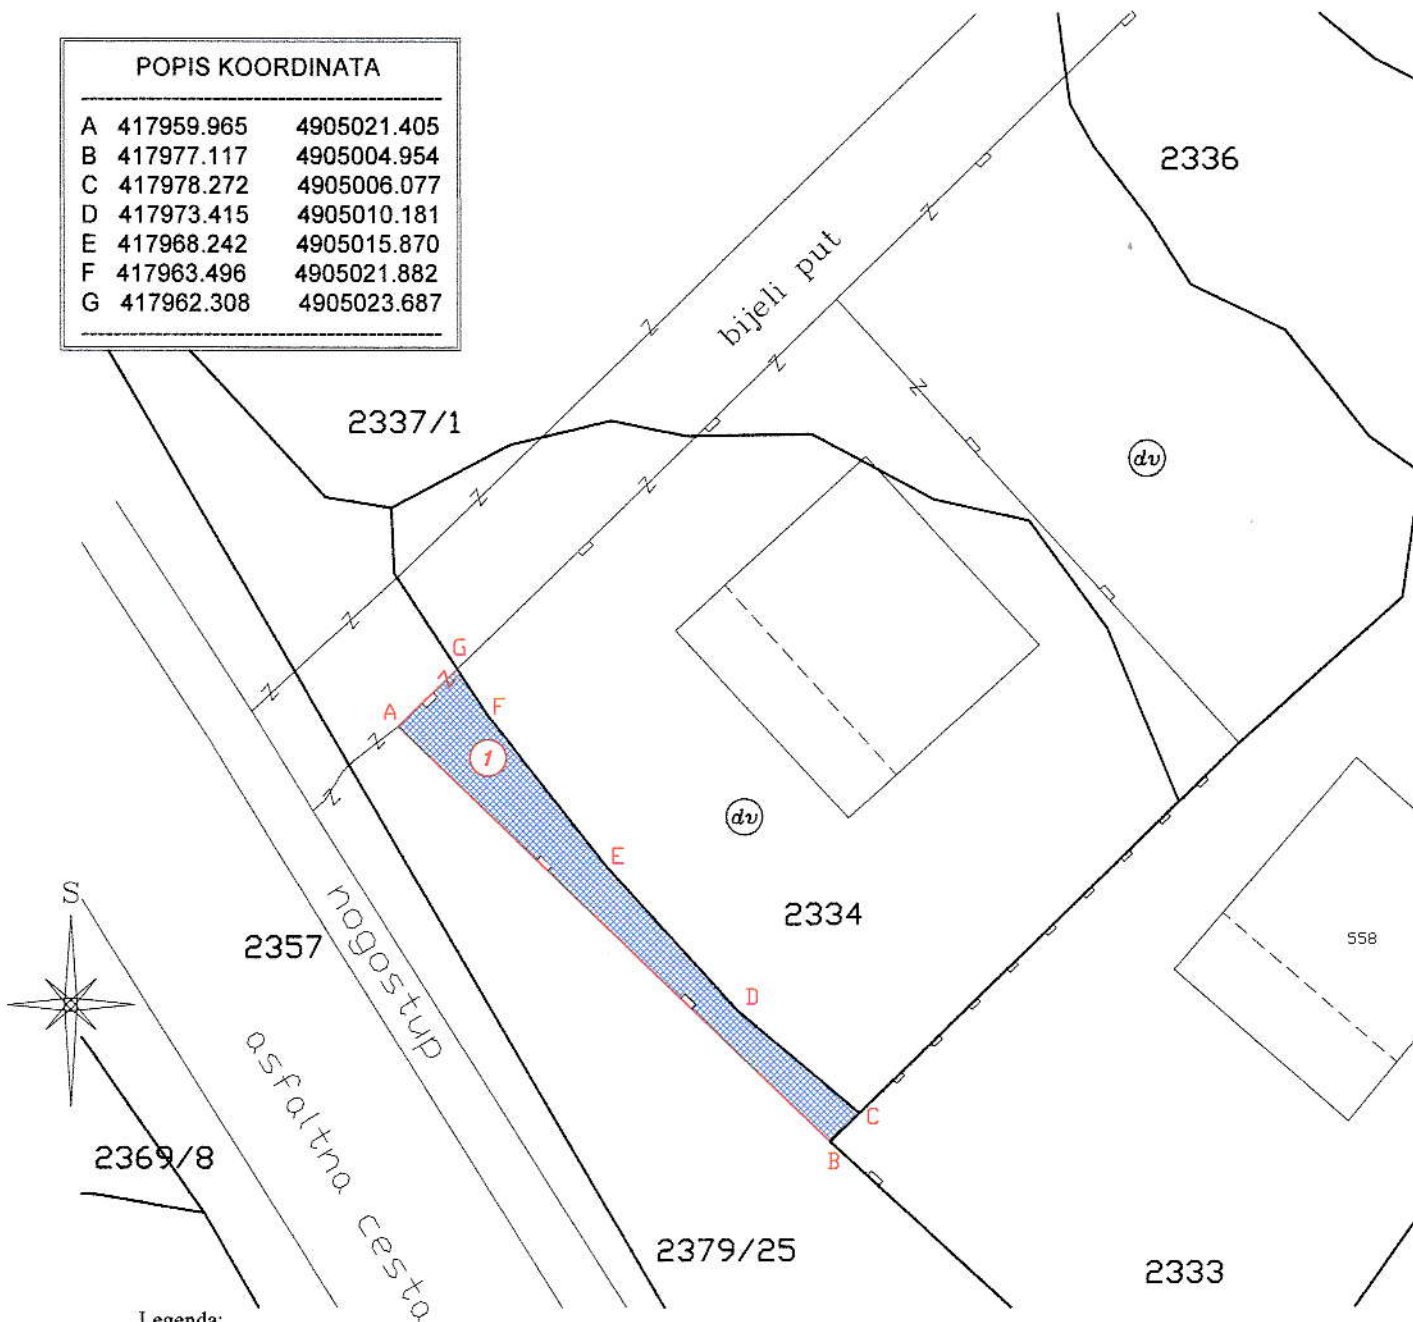 POPIS KOORDINATA
A 417959.965 4905021.405
B 417977.117 4905004.954
C 417978.272 4905006.077
D 417973.415 4905010.181
E 417968.242 4905015.870
F 417963.496 4905021.882
G 417962.308 4905023.687
2336
bijeli put
2337/1
dv
G
A
F
1
E
dv
2334
S
2357
nogostup
558
D
asfaltna cesta
C
B
2369/8
2379/25
2333
Legenda: